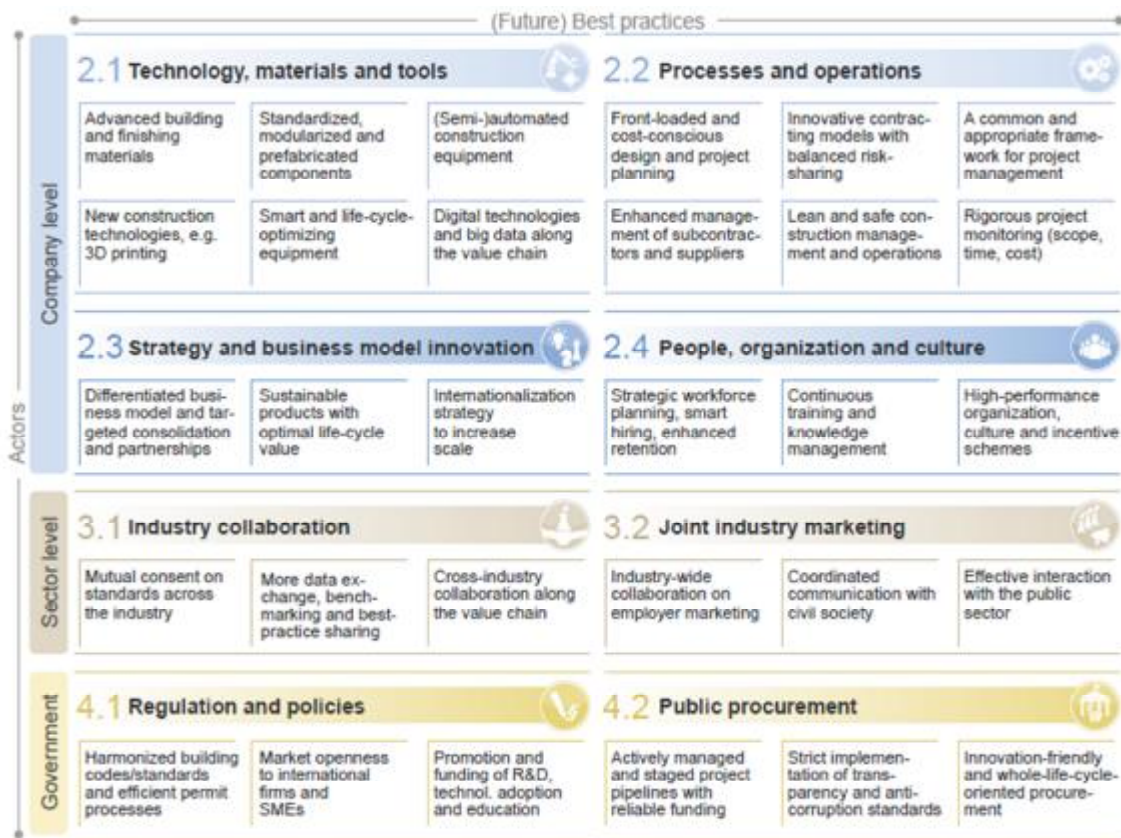 (Future) Best practices
Actors
Company level
2.1 Technology, materials and tools
Advanced building
and finishing
materials
Standardized,
modularized and
prefabricated
components
(Semi-)automated
construction
equipment
New construction
technologies, e.g.
3D printing
Smart and life-cycle-
optimizing
equipment
Digital technologies
and big data along
the value chain
2.2 Processes and operations
Front-loaded and
cost-conscious
design and project
planning
Innovative contrac-
ting models with
balanced risk-
sharing
A common and
appropriate frame-
work for project
management
Enhanced manage-
ment of subcontrac-
tors and suppliers
Lean and safe con-
struction manage-
ment and operations
Rigorous project
monitoring (scope,
time, cost)
2.3 Strategy and business model innovation
Differentiated busi-
ness model and tar-
geted consolidation
and partnerships
Sustainable
products with
optimal life-cycle
value
Internationalization
strategy
to increase
scale
2.4 People, organization and culture
Strategic workforce
planning, smart
hiring, enhanced
retention
Continuous
training and
knowledge
management
High-performance
organization,
culture and incentive
schemes
Sector level
3.1 Industry collaboration
Mutual consent on
standards across
the industry
More data ex-
change, bench-
marking and best-
practice sharing
Cross-industry
collaboration along
the value chain
3.2 Joint industry marketing
Industry-wide
collaboration on
employer marketing
Coordinated
communication with
civil society
Effective interaction
with the public
sector
Government
4.1 Regulation and policies
Harmonized building
codes/standards
and efficient permit
processes
Market openness
to international
firms and
SMEs
Promotion and
funding of R&D,
technol. adoption
and education
4.2 Public procurement
Actively managed
and staged project
pipelines with
reliable funding
Strict implemen-
tation of trans-
parency and anti-
corruption standards
Innovation-friendly
and whole-life-cycle-
oriented procure-
ment